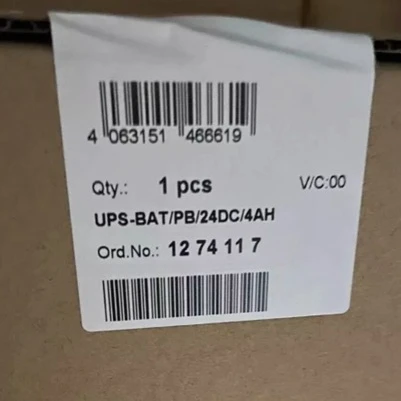 4 063151 466619
Qty.: 1 pcs V/C:00
UPS-BAT/PB/24DC/4AH
Ord.No.: 12 74 11 7